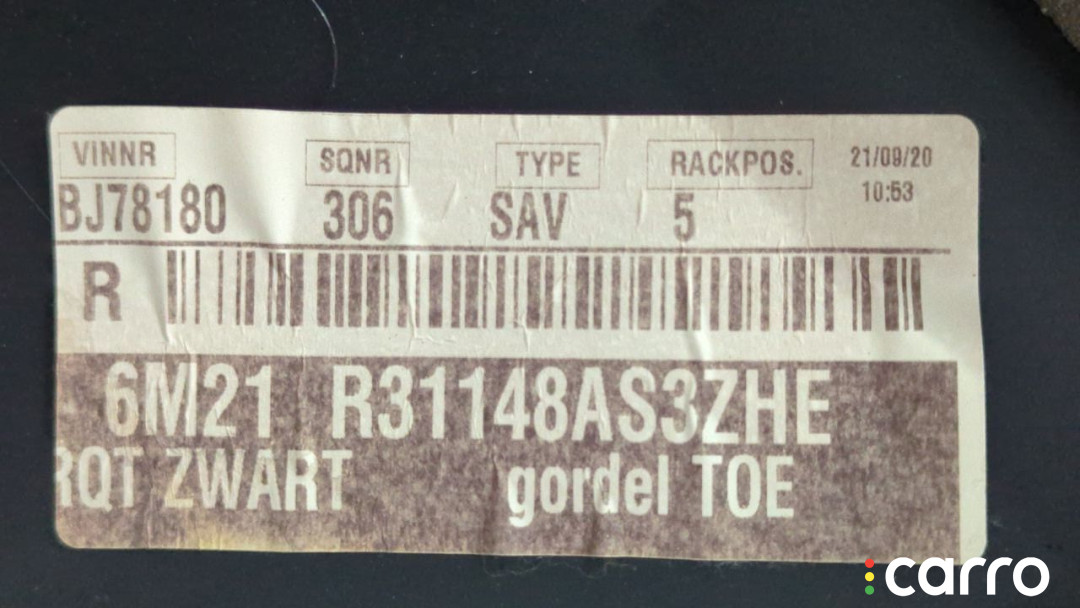 VINNR SQNR TYPE RACKPOS. 21/09/20
BJ78180 306 SAV 5 10:53
R
6M21 R31148AS3ZHE
RQT ZWART gordel TOE
carro